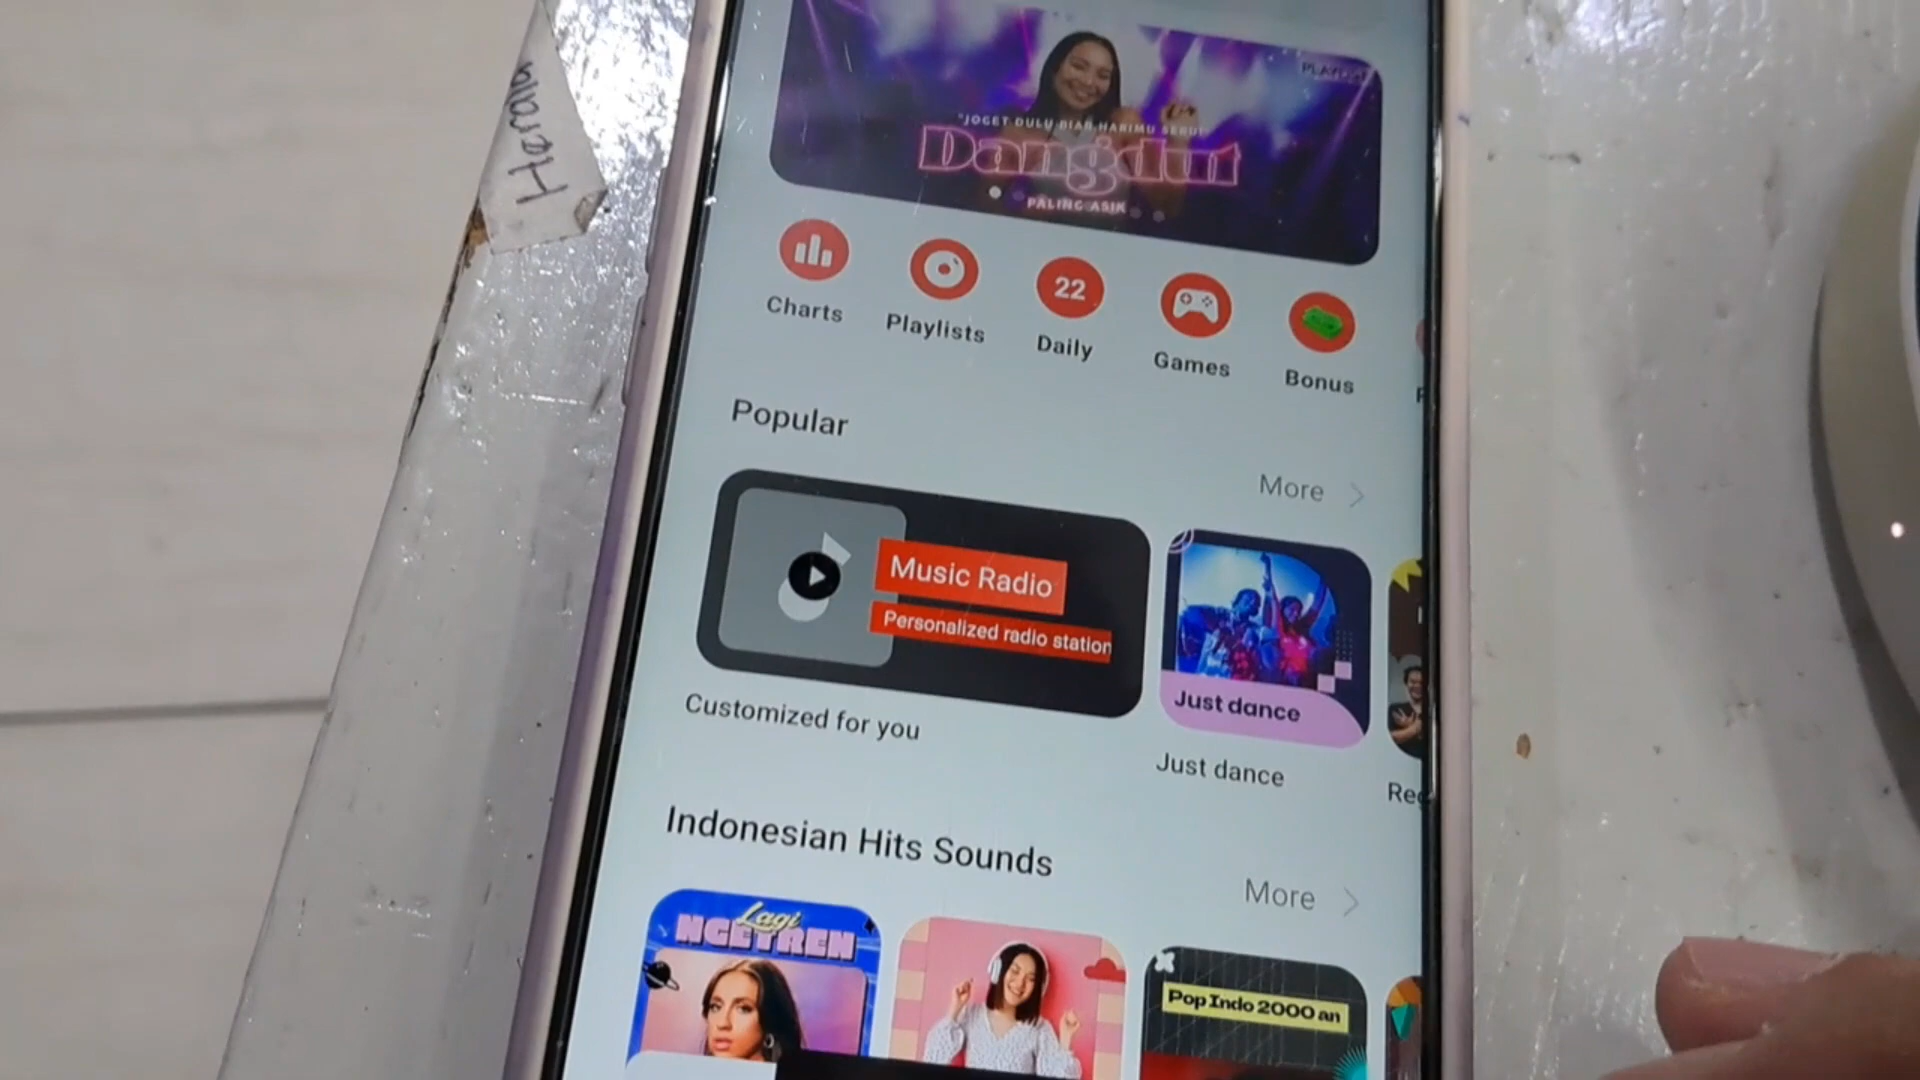 Herala
PLAYLIST
"JOGET DULU BIAR HARIMU SERU!"
Dangdut
PALING ASIK
22
Charts
Playlists
Daily
Games
Bonus
Popular
More
Music Radio
Personalized radio station
Just dance
Customized for you
Just dance
Indonesian Hits Sounds
More
Lagi
NGETREN
Pop Indo 2000 an